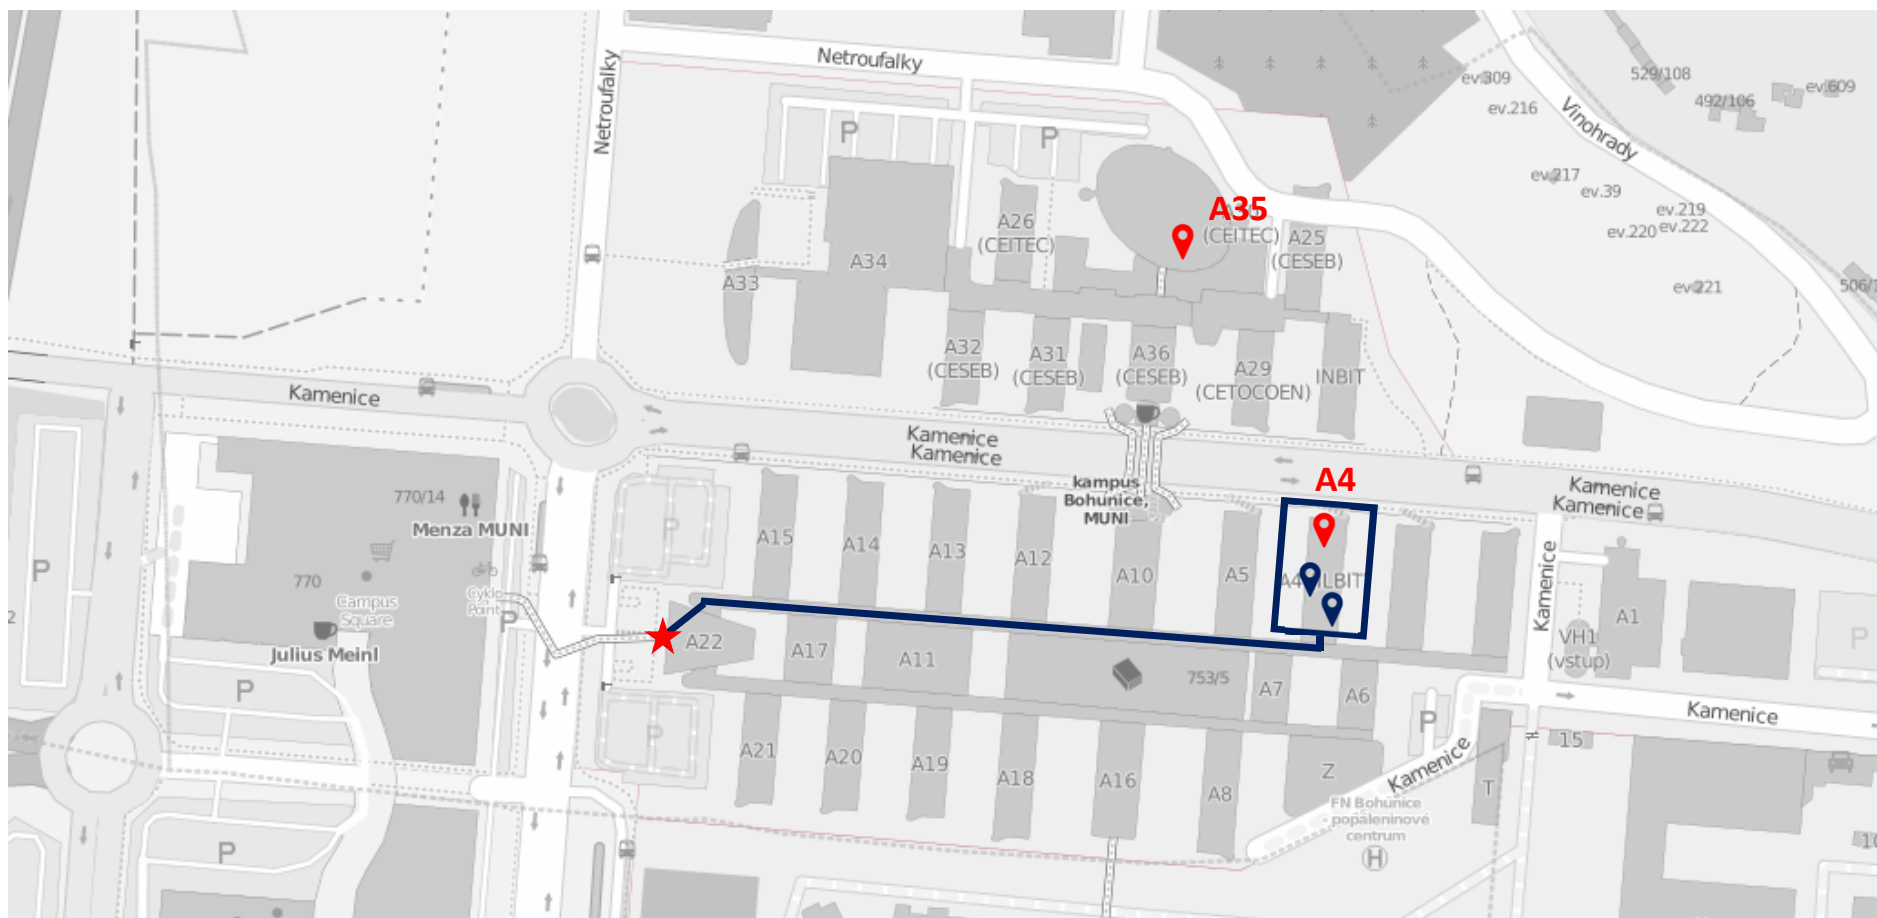 Netroufalky
Netroufalky
ev.309
529/108
ev.609
492/106
ev.216
Vinohrady
P
P
ev.217
ev.39
ev.219
ev.222
ev.220
ev.221
A35
A26
(CEITEC)
(CEITEC)
A25
(CESEB)
A34
A33
A32
(CESEB)
A31
(CESEB)
A36
(CESEB)
A29
(CETOCOEN)
INBIT
Kamenice
Kamenice
Kamenice
A4
kampus
Bohunice,
MUNI
Kamenice
Kamenice
770/14
Menza MUNI
P
A15
A14
A13
A12
A10
A5
P
770
Campus
Square
Cyklo
Point
P
Julius Meinl
A22
A17
A11
753/5
A7
A6
Kamenice
VH1
(vstup)
A1
P
P
P
P
Kamenice
Kamenice
15
A21
A20
A19
A18
A16
A8
Z
T
FN Bohunice
popáleninové
centrum
H
P